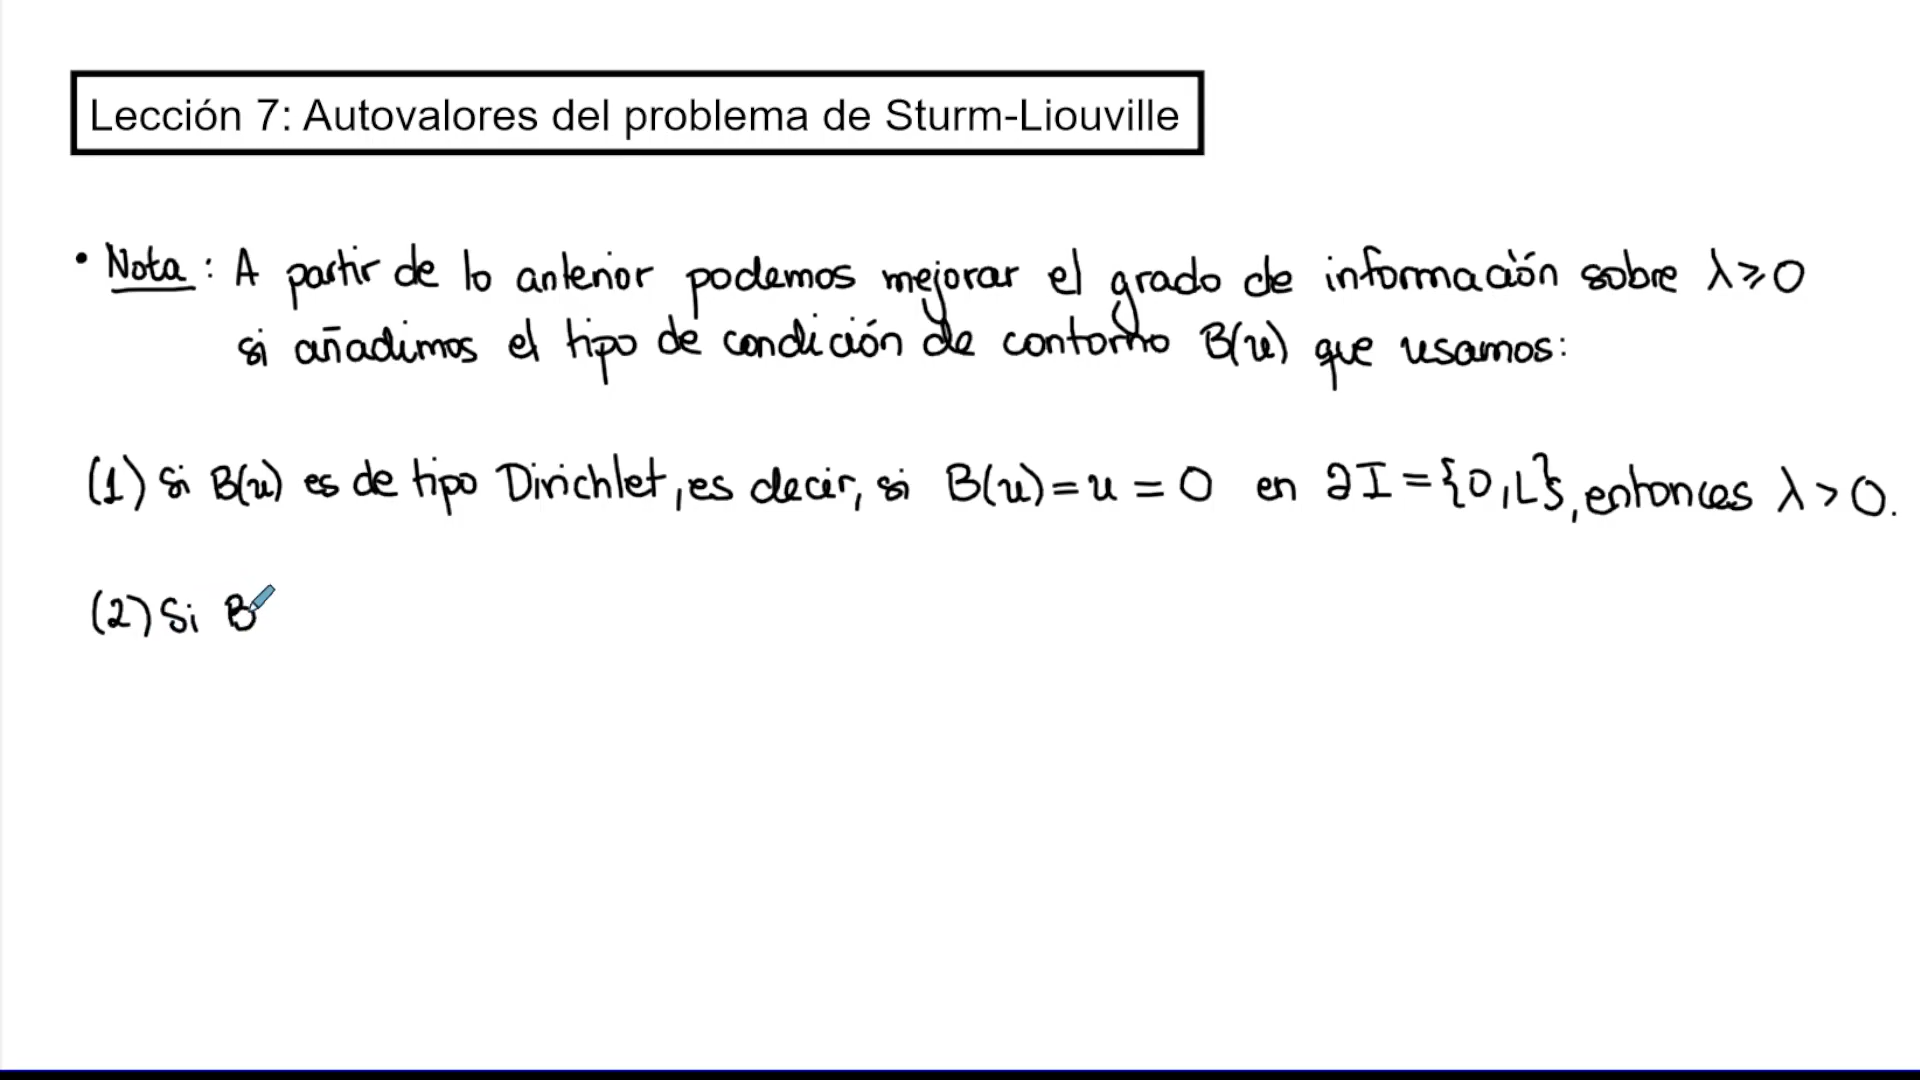 Lección 7: Autovalores del problema de Sturm-Liouville
• Nota: A partir de lo anterior podemos mejorar el grado de información sobre λ ≥ 0
si añadimos el tipo de condición de contorno B(u) que usamos:
(1) Si B(u) es de tipo Dirichlet, es decir, si B(u) = u = 0 en ∂I = {0, L}, entonces λ > 0.
(2) Si B